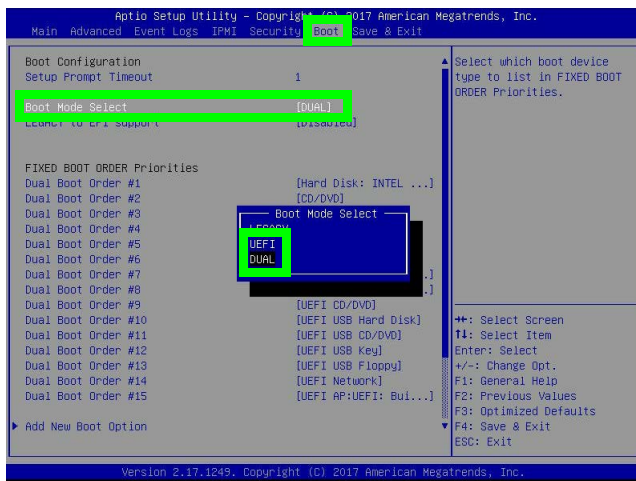 Aptio Setup Utility - Copyright (C) 2017 American Megatrends, Inc.
Main Advanced Event Logs IPMI Security Boot Save & Exit
Boot Configuration
Setup Prompt Timeout 1
Boot Mode Select [DUAL]
LEGACY to EFI support [Disabled]
FIXED BOOT ORDER Priorities
Dual Boot Order #1 [Hard Disk: INTEL ...]
Dual Boot Order #2 [CD/DVD]
Dual Boot Order #3
Dual Boot Order #4
Dual Boot Order #5
Dual Boot Order #6
Dual Boot Order #7 .]
Dual Boot Order #8 .]
Dual Boot Order #9 [UEFI CD/DVD]
Dual Boot Order #10 [UEFI USB Hard Disk]
Dual Boot Order #11 [UEFI USB CD/DVD]
Dual Boot Order #12 [UEFI USB Key]
Dual Boot Order #13 [UEFI USB Floppy]
Dual Boot Order #14 [UEFI Network]
Dual Boot Order #15 [UEFI AP:UEFI: Bui...]
Add New Boot Option
Boot Mode Select
LEGACY
UEFI
DUAL
Select which boot device
type to list in FIXED BOOT
ORDER Priorities.
→←: Select Screen
↑↓: Select Item
Enter: Select
+/-: Change Opt.
F1: General Help
F2: Previous Values
F3: Optimized Defaults
F4: Save & Exit
ESC: Exit
Version 2.17.1249. Copyright (C) 2017 American Megatrends, Inc.